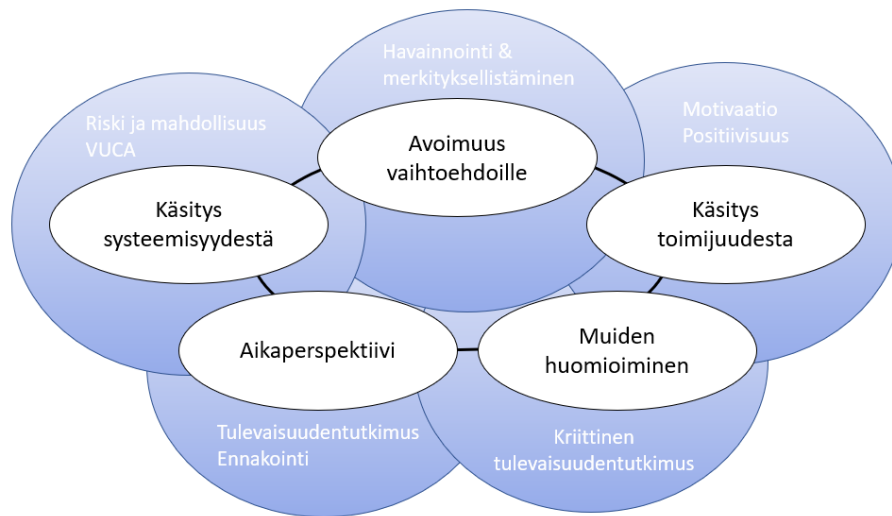 Havainnointi &
merkityksellistäminen
Avoimuus
vaihtoehdoille
Riski ja mahdollisuus
VUCA
Käsitys
systeemisyydestä
Motivaatio
Positiivisuus
Käsitys
toimijuudesta
Aikaperspektiivi
Tulevaisuudentutkimus
Ennakointi
Muiden
huomioiminen
Kriittinen
tulevaisuudentutkimus